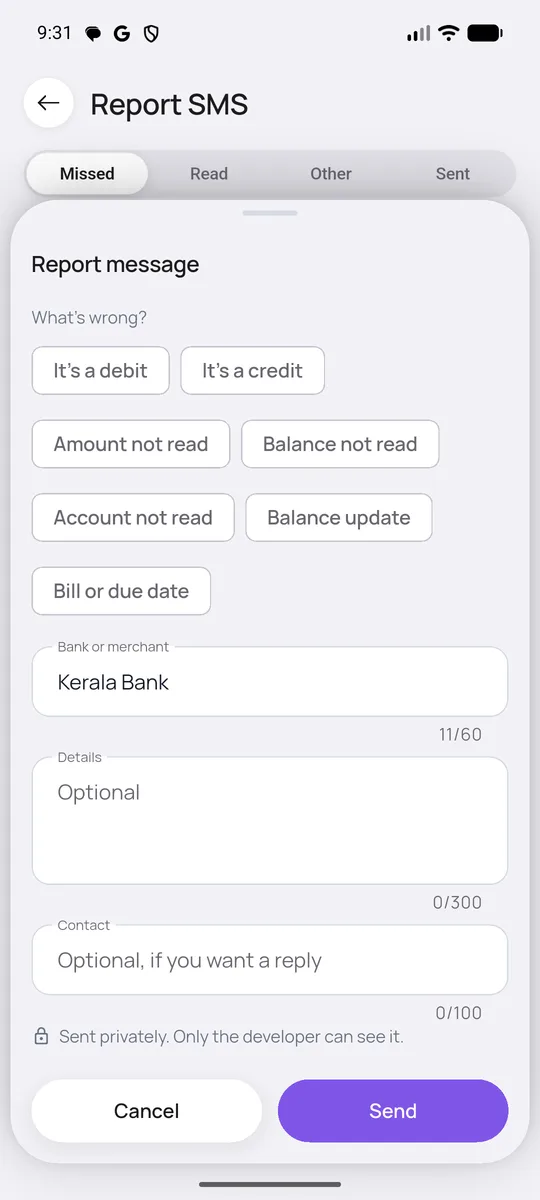 9:31
Report SMS
Missed Read Other Sent
Report message
What's wrong?
It's a debit It's a credit
Amount not read Balance not read
Account not read Balance update
Bill or due date
Bank or merchant
Kerala Bank
11/60
Details
Optional
0/300
Contact
Optional, if you want a reply
0/100
Sent privately. Only the developer can see it.
Cancel Send